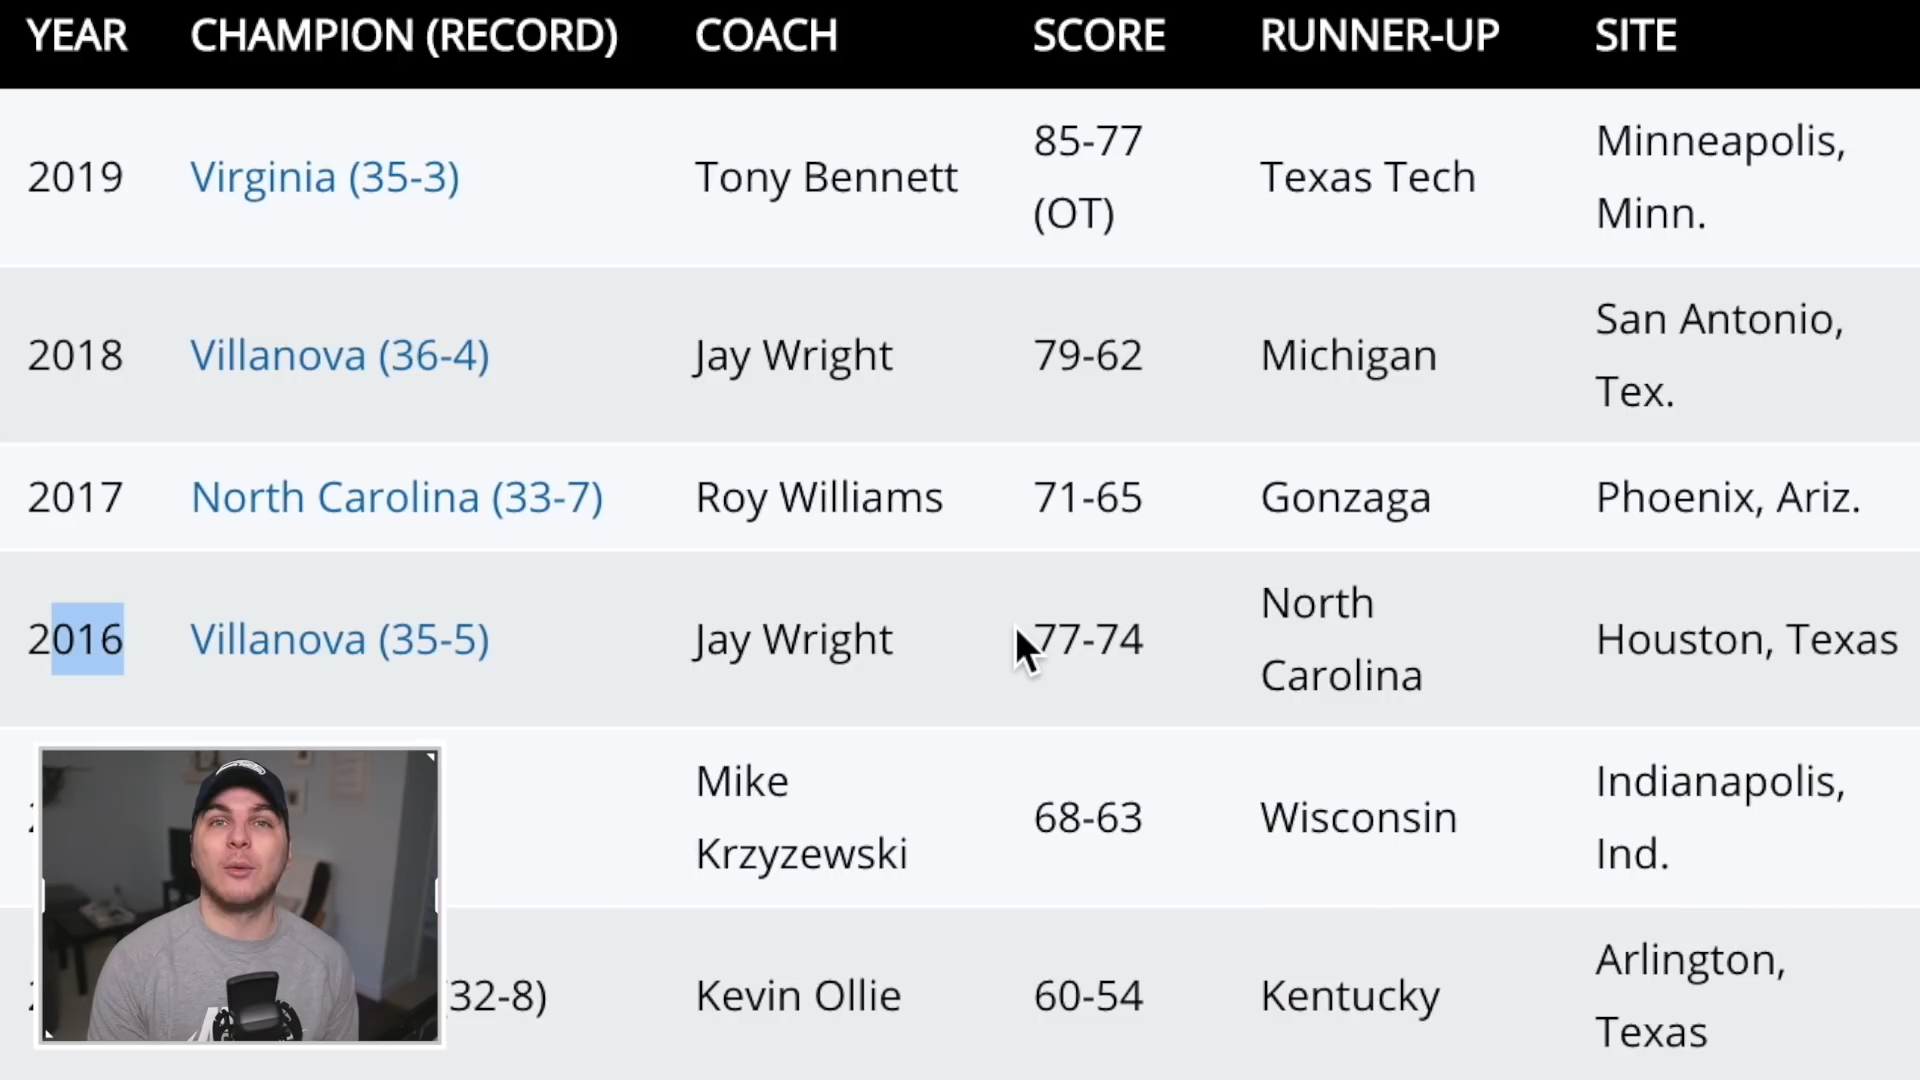 YEAR CHAMPION (RECORD) COACH SCORE RUNNER-UP SITE
2019 Virginia (35-3) Tony Bennett 85-77 (OT) Texas Tech Minneapolis, Minn.
2018 Villanova (36-4) Jay Wright 79-62 Michigan San Antonio, Tex.
2017 North Carolina (33-7) Roy Williams 71-65 Gonzaga Phoenix, Ariz.
2016 Villanova (35-5) Jay Wright 77-74 North Carolina Houston, Texas
Mike Krzyzewski 68-63 Wisconsin Indianapolis, Ind.
(32-8) Kevin Ollie 60-54 Kentucky Arlington, Texas